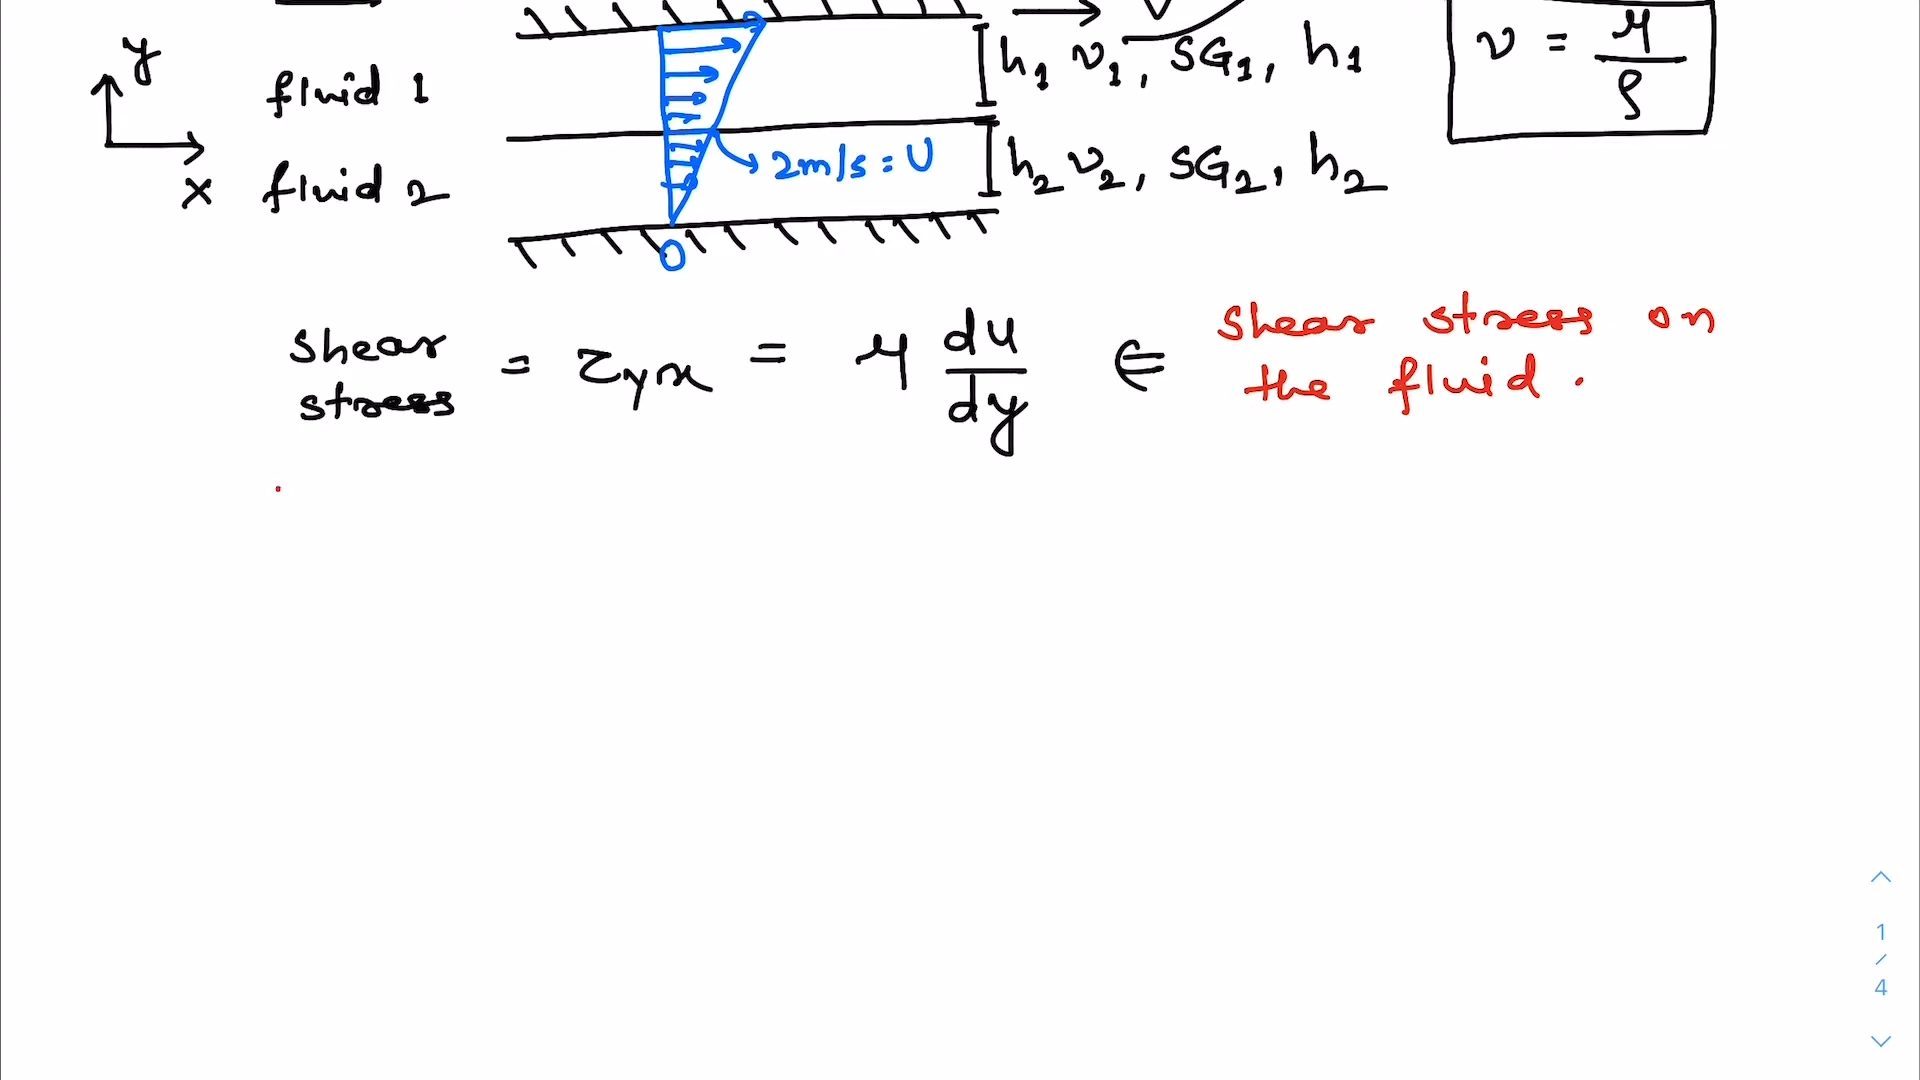 y
x
fluid 1
fluid 2
h₁ ν₁, SG₁, h₁
2m/s = U
h₂ ν₂, SG₂, h₂
0
ν = μ/ρ
shear stress = τyx = μ du/dy ∈ shear stress on
the fluid.
1
/
4